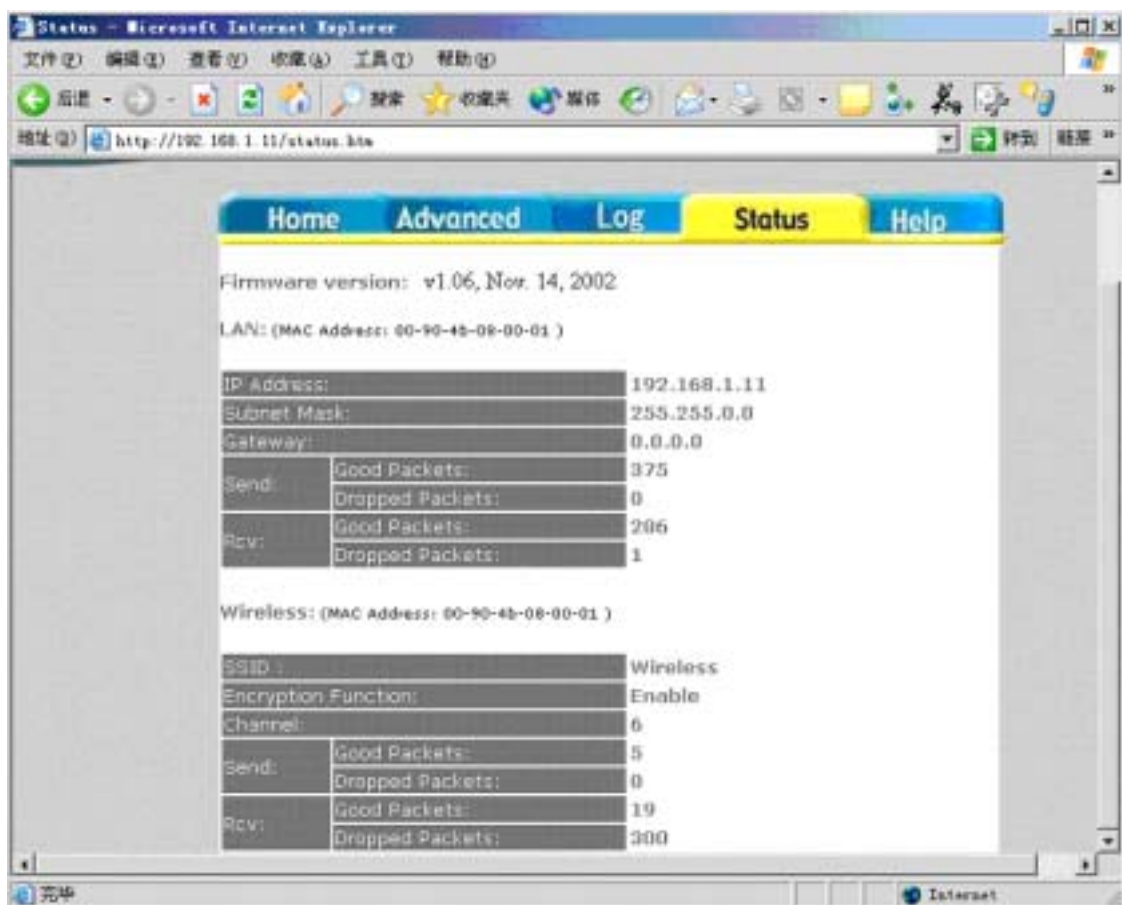 Status - Microsoft Internet Explorer
文件(F) 编辑(E) 查看(V) 收藏(A) 工具(T) 帮助(H)
后退 搜索 收藏夹 媒体
地址(D) http://192.168.1.11/status.htm 转到 链接
Home Advanced Log Status Help
Firmware version: v1.06, Nov. 14, 2002
LAN: (MAC Address: 00-90-4b-08-00-01 )
IP Address: 192.168.1.11
Subnet Mask: 255.255.0.0
Gateway: 0.0.0.0
Send: Good Packets: 375
Dropped Packets: 0
Rcv: Good Packets: 286
Dropped Packets: 1
Wireless: (MAC Address: 00-90-4b-08-00-01 )
SSID : Wireless
Encryption Function: Enable
Channel: 6
Send: Good Packets: 5
Dropped Packets: 0
Rcv: Good Packets: 19
Dropped Packets: 300
完毕 Internet